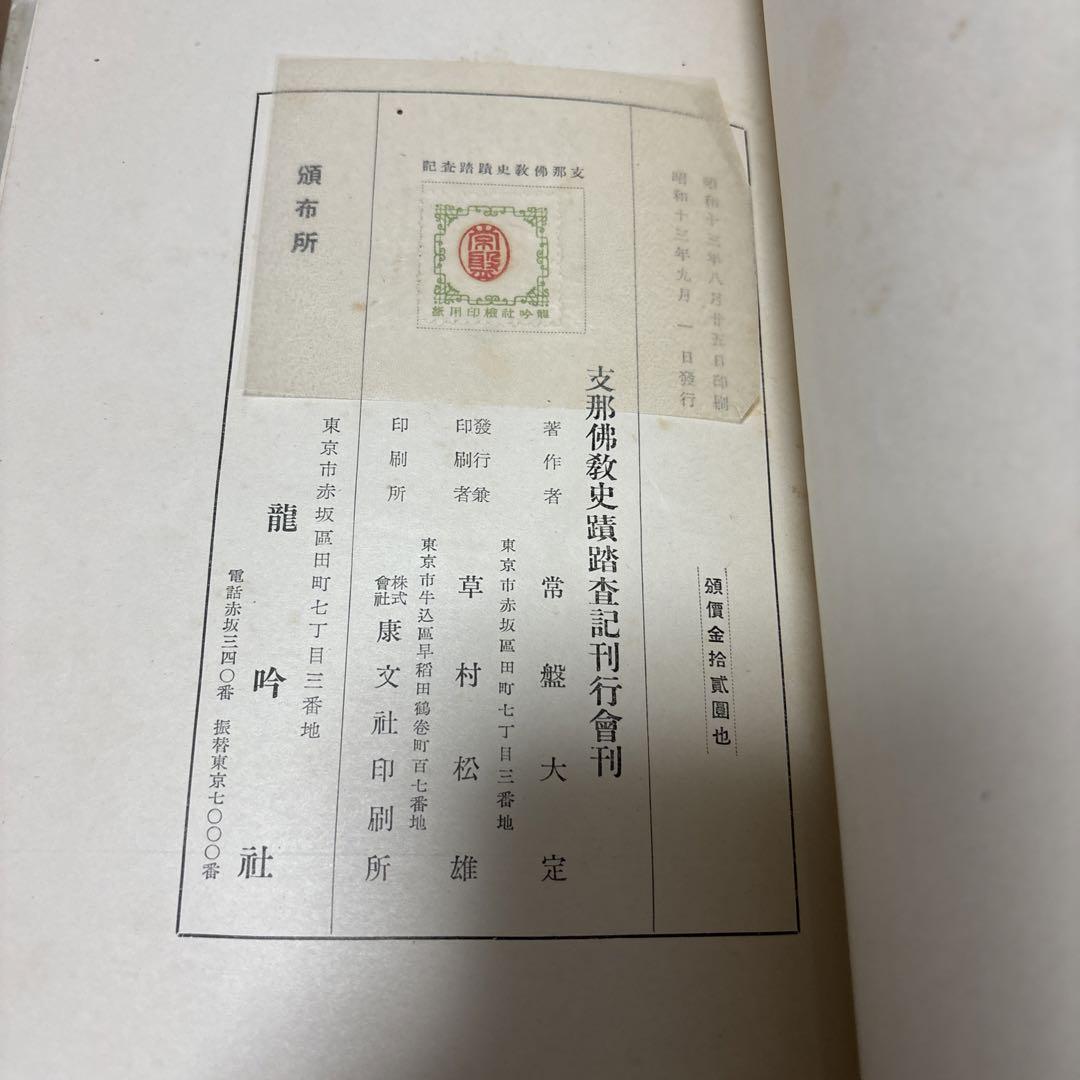 昭和十三年八月廿五日印刷
昭和十三年九月一日發行
頒價金拾貳圓也
支那佛教史蹟踏査記
常盤
龍吟社檢印用紙
支那佛教史蹟踏査記刊行會刊
著作者 常盤大定
東京市赤坂區田町七丁目三番地
發行兼印刷者 草村松雄
東京市牛込區早稻田鶴卷町百七番地
印刷所 株式會社 康文社印刷所
頒布所
東京市赤坂區田町七丁目三番地
龍吟社
電話赤坂三四〇番 振替東京七〇〇〇番